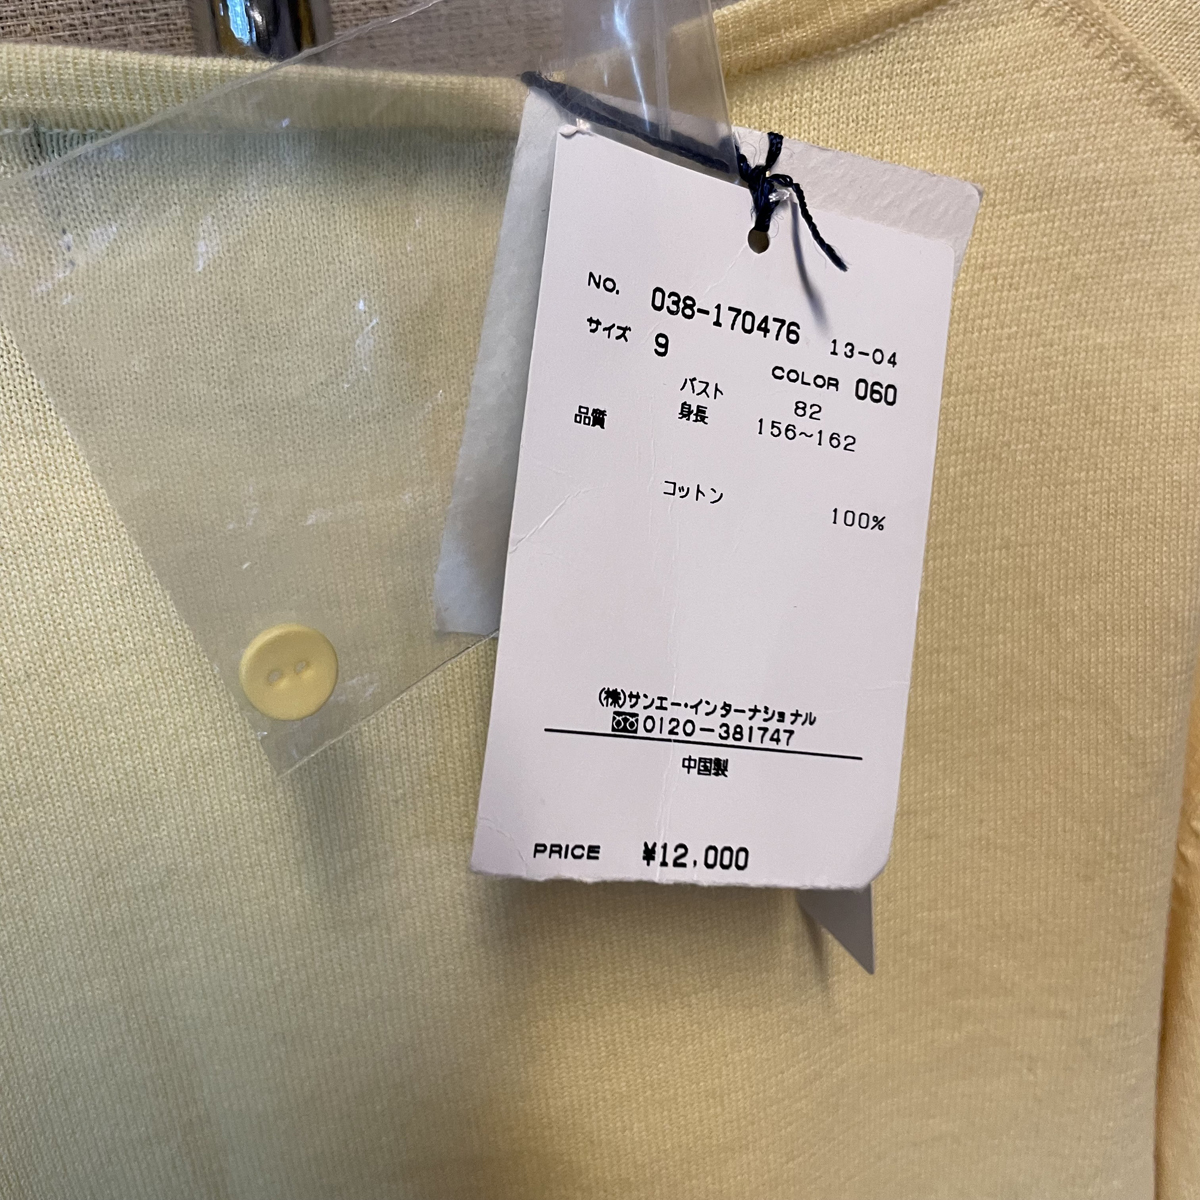 NO. 038-170476 13-04
サイズ 9 COLOR 060
バスト 82
品質 身長 156~162
コットン
100%
(株)サンエー・インターナショナル
0120-381747
中国製
PRICE ¥12,000